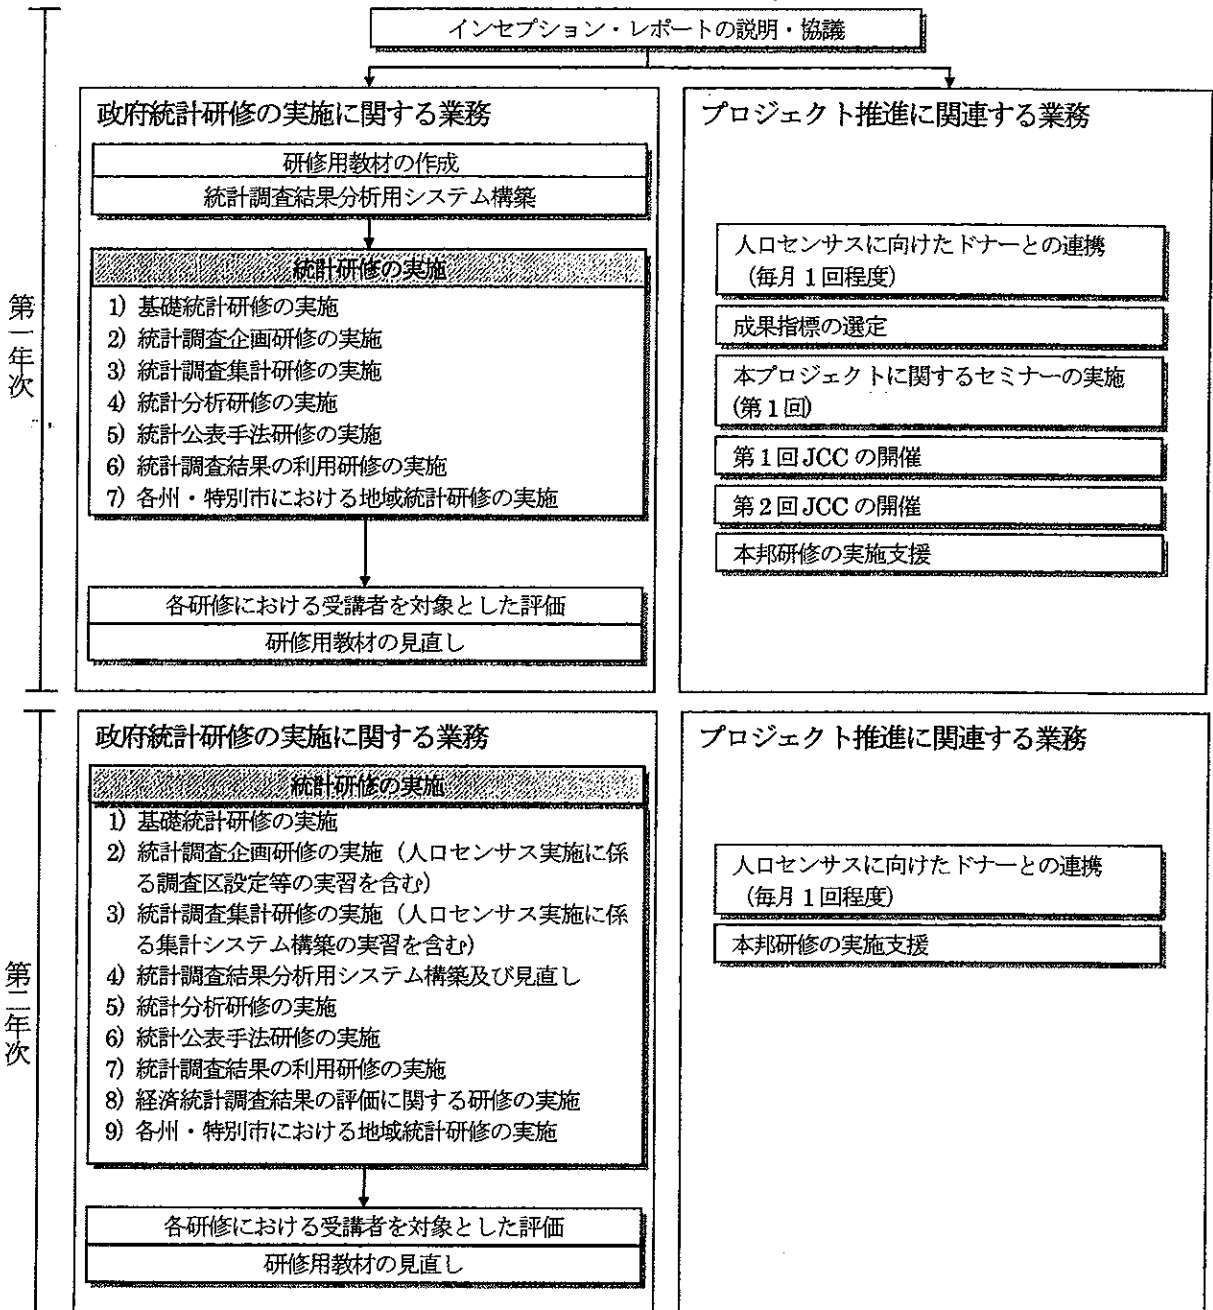 インセプション・レポートの説明・協議
第一年次
政府統計研修の実施に関する業務
研修用教材の作成
統計調査結果分析用システム構築
統計研修の実施
1) 基礎統計研修の実施
2) 統計調査企画研修の実施
3) 統計調査集計研修の実施
4) 統計分析研修の実施
5) 統計公表手法研修の実施
6) 統計調査結果の利用研修の実施
7) 各州・特別市における地域統計研修の実施
各研修における受講者を対象とした評価
研修用教材の見直し
プロジェクト推進に関連する業務
人口センサスに向けたドナーとの連携
(毎月1回程度)
成果指標の選定
本プロジェクトに関するセミナーの実施
(第1回)
第1回JCCの開催
第2回JCCの開催
本邦研修の実施支援
第二年次
政府統計研修の実施に関する業務
統計研修の実施
1) 基礎統計研修の実施
2) 統計調査企画研修の実施（人口センサス実施に係
る調査区設定等の実習を含む）
3) 統計調査集計研修の実施（人口センサス実施に係
る集計システム構築の実習を含む）
4) 統計調査結果分析用システム構築及び見直し
5) 統計分析研修の実施
6) 統計公表手法研修の実施
7) 統計調査結果の利用研修の実施
8) 経済統計調査結果の評価に関する研修の実施
9) 各州・特別市における地域統計研修の実施
各研修における受講者を対象とした評価
研修用教材の見直し
プロジェクト推進に関連する業務
人口センサスに向けたドナーとの連携
（毎月1回程度）
本邦研修の実施支援